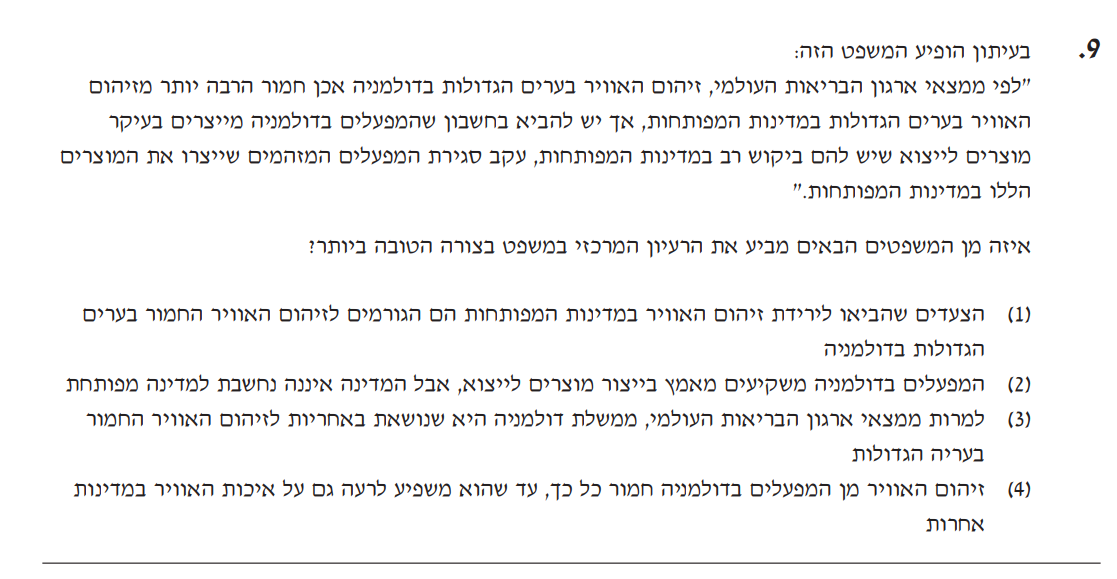 9. בעיתון הופיע המשפט הזה:
"לפי ממצאי ארגון הבריאות העולמי, זיהום האוויר בערים הגדולות בדולמניה אכן חמור הרבה יותר מזיהום
האוויר בערים הגדולות במדינות המפותחות, אך יש להביא בחשבון שהמפעלים בדולמניה מייצרים בעיקר
מוצרים לייצוא שיש להם ביקוש רב במדינות המפותחות, עקב סגירת המפעלים המזהמים שייצרו את המוצרים
הללו במדינות המפותחות."
איזה מן המשפטים הבאים מביע את הרעיון המרכזי במשפט בצורה הטובה ביותר?
(1) הצעדים שהביאו לירידת זיהום האוויר במדינות המפותחות הם הגורמים לזיהום האוויר החמור בערים
הגדולות בדולמניה
(2) המפעלים בדולמניה משקיעים מאמץ בייצור מוצרים לייצוא, אבל המדינה איננה נחשבת למדינה מפותחת
(3) למרות ממצאי ארגון הבריאות העולמי, ממשלת דולמניה היא שנושאת באחריות לזיהום האוויר החמור
בעריה הגדולות
(4) זיהום האוויר מן המפעלים בדולמניה חמור כל כך, עד שהוא משפיע לרעה גם על איכות האוויר במדינות
אחרות